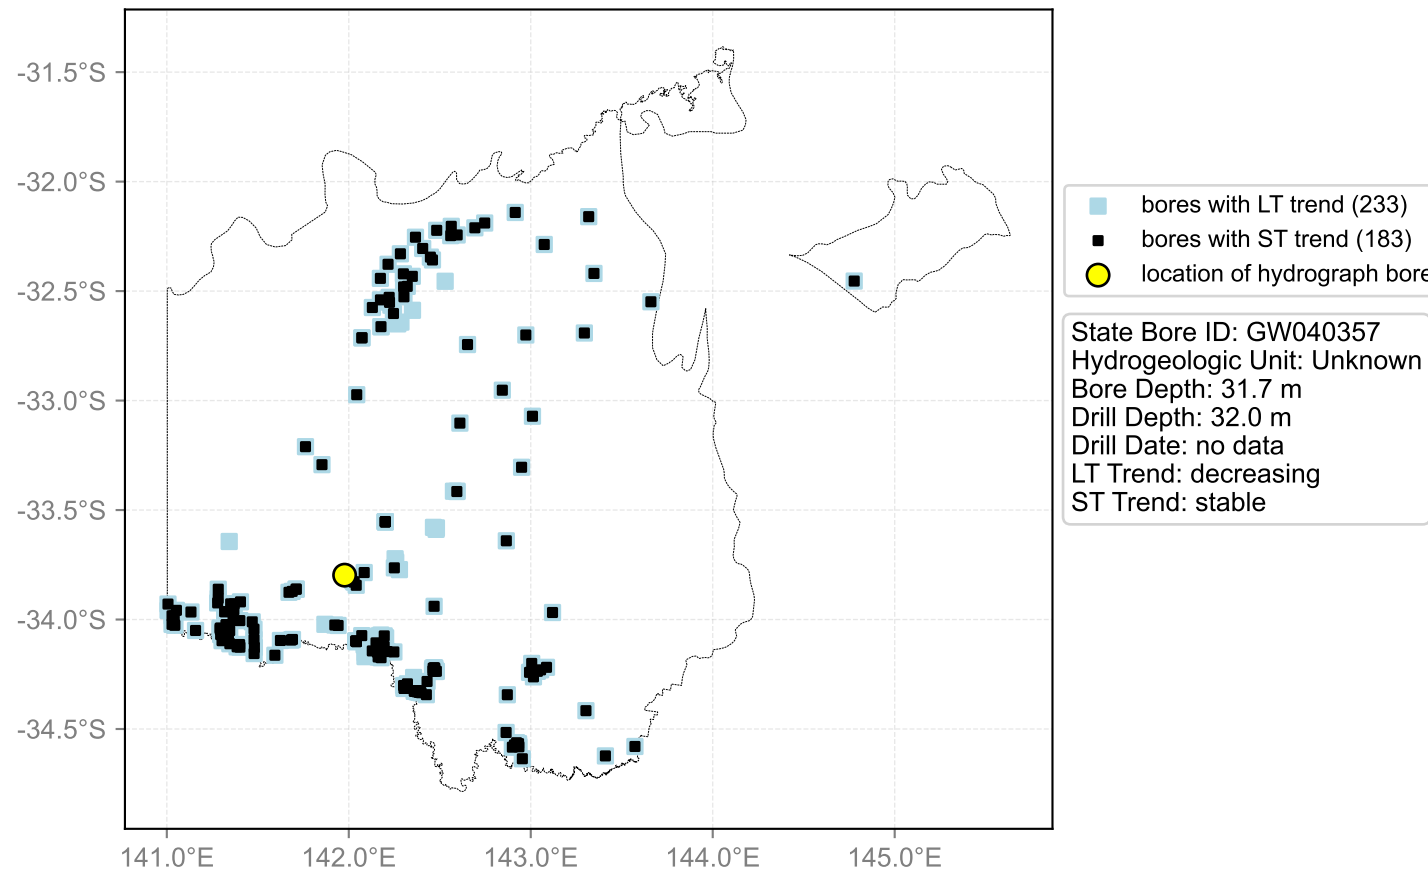 -31.5°S
-32.0°S
-32.5°S
-33.0°S
-33.5°S
-34.0°S
-34.5°S
141.0°E 142.0°E 143.0°E 144.0°E 145.0°E
bores with LT trend (233)
bores with ST trend (183)
location of hydrograph bore
State Bore ID: GW040357
Hydrogeologic Unit: Unknown
Bore Depth: 31.7 m
Drill Depth: 32.0 m
Drill Date: no data
LT Trend: decreasing
ST Trend: stable